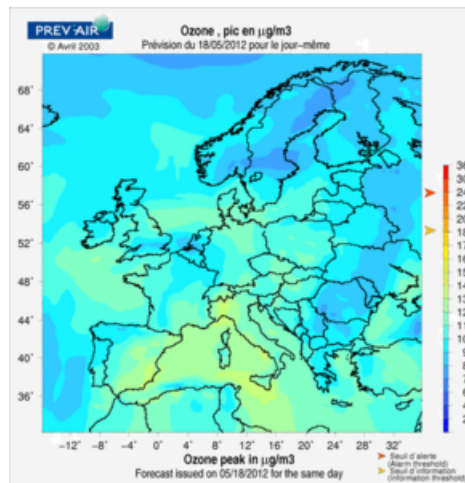 PREV'AIR
© Avril 2003
Ozone , pic en µg/m3
Prévision du 18/05/2012 pour le jour-même
68°
64°
60°
56°
52°
48°
44°
40°
36°
-12° -8° -4° 0° 4° 8° 12° 16° 20° 24° 28° 32°
Ozone peak in µg/m3
Forecast issued on 05/18/2012 for the same day
Seuil d'alerte
(Alarm threshold)
Seuil d'information
(Information threshold)